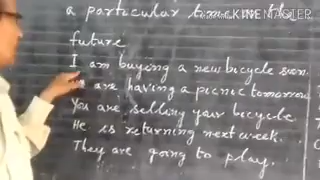 a particular time in the
future
I am buying a new bicycle soon.
are having a picnic tomorrow
You are selling your bicycle
He is returning next week.
They are going to play.
KINEMASTER